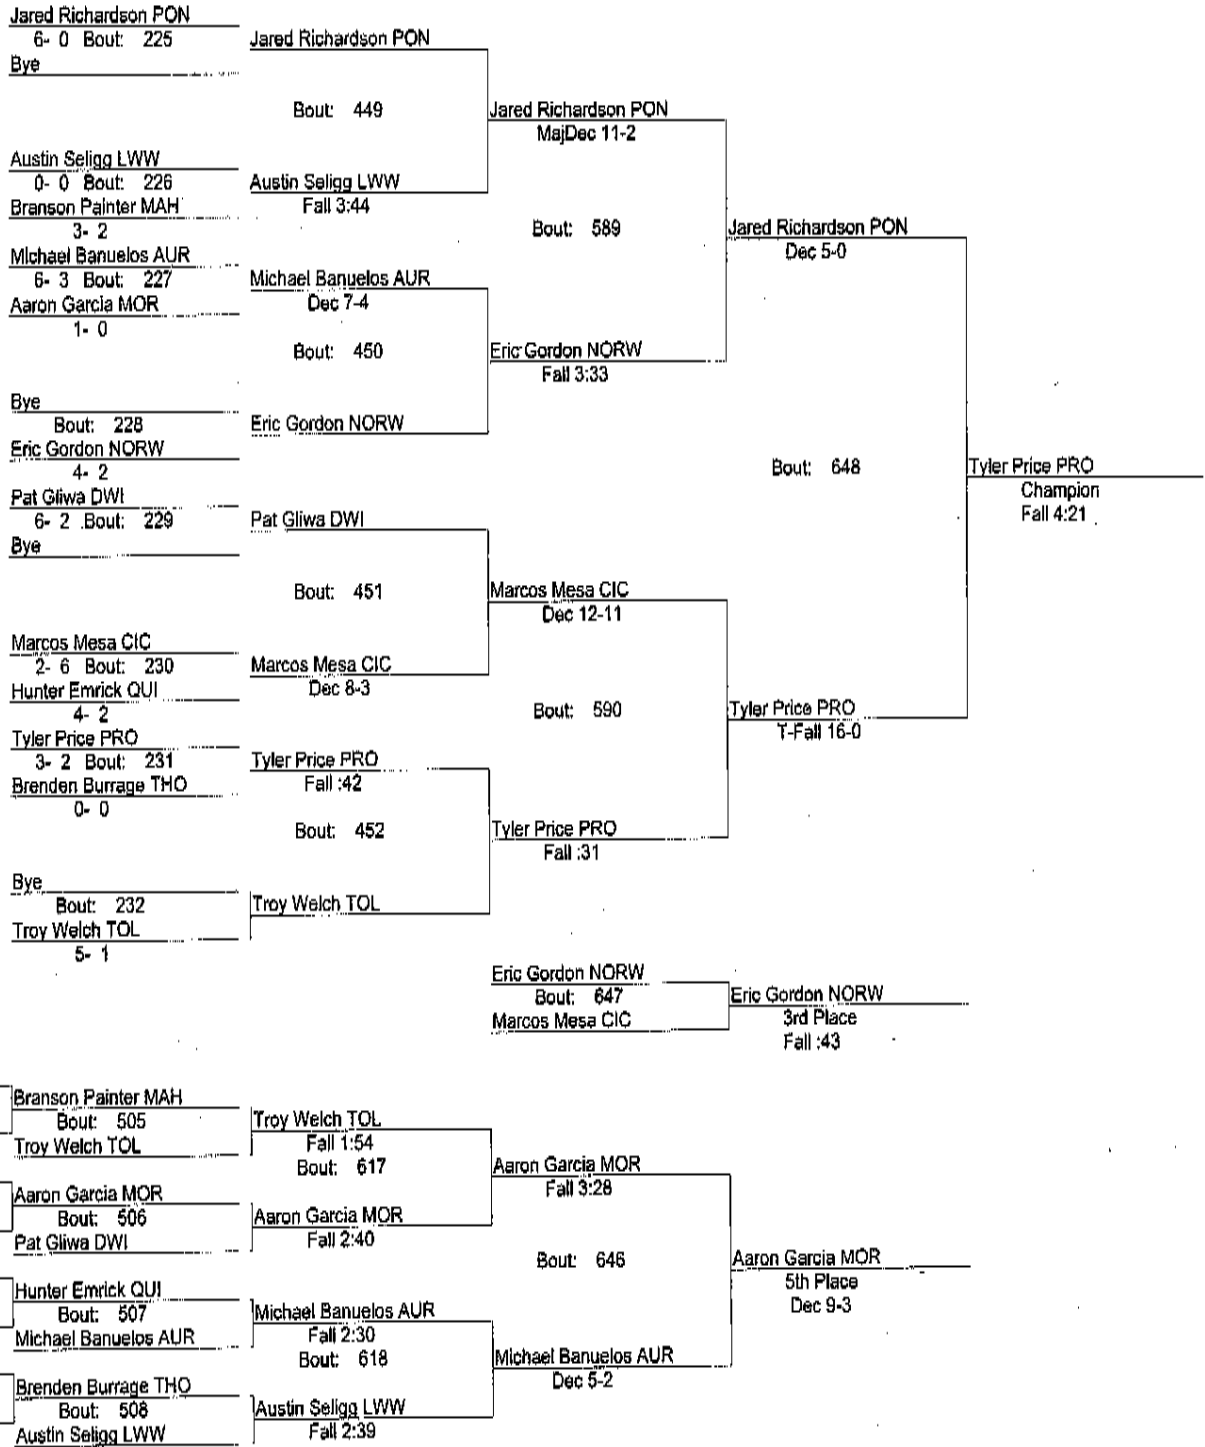 Jared Richardson PON
6- 0 Bout: 225
Bye
Jared Richardson PON
Bout: 449
Jared Richardson PON
MajDec 11-2
Austin Seligg LWW
0- 0 Bout: 226
Branson Painter MAH
3- 2
Austin Seligg LWW
Fall 3:44
Bout: 589
Jared Richardson PON
Dec 5-0
Michael Banuelos AUR
6- 3 Bout: 227
Aaron Garcia MOR
1- 0
Michael Banuelos AUR
Dec 7-4
Bout: 450
Eric Gordon NORW
Fall 3:33
Bye
Bout: 228
Eric Gordon NORW
4- 2
Eric Gordon NORW
Bout: 648
Tyler Price PRO
Champion
Fall 4:21
Pat Gliwa DWI
6- 2 Bout: 229
Bye
Pat Gliwa DWI
Bout: 451
Marcos Mesa CIC
Dec 12-11
Marcos Mesa CIC
2- 6 Bout: 230
Hunter Emrick QUI
4- 2
Marcos Mesa CIC
Dec 8-3
Bout: 590
Tyler Price PRO
T-Fall 16-0
Tyler Price PRO
3- 2 Bout: 231
Brenden Burrage THO
0- 0
Tyler Price PRO
Fall :42
Bout: 452
Tyler Price PRO
Fall :31
Bye
Bout: 232
Troy Welch TOL
5- 1
Troy Welch TOL
Eric Gordon NORW
Bout: 647
Marcos Mesa CIC
Eric Gordon NORW
3rd Place
Fall :43
Branson Painter MAH
Bout: 505
Troy Welch TOL
Troy Welch TOL
Fall 1:54
Bout: 617
Aaron Garcia MOR
Fall 3:28
Aaron Garcia MOR
Bout: 506
Pat Gliwa DWI
Aaron Garcia MOR
Fall 2:40
Bout: 646
Aaron Garcia MOR
5th Place
Dec 9-3
Hunter Emrick QUI
Bout: 507
Michael Banuelos AUR
Michael Banuelos AUR
Fall 2:30
Bout: 618
Michael Banuelos AUR
Dec 5-2
Brenden Burrage THO
Bout: 508
Austin Seligg LWW
Austin Seligg LWW
Fall 2:39